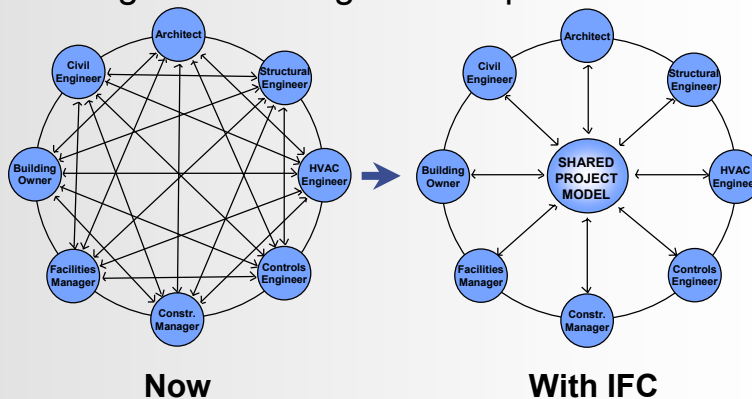 Architect
Civil
Engineer
Structural
Engineer
Building
Owner
HVAC
Engineer
Facilities
Manager
Controls
Engineer
Constr.
Manager
Now
Architect
Civil
Engineer
Structural
Engineer
Building
Owner
SHARED
PROJECT
MODEL
HVAC
Engineer
Facilities
Manager
Controls
Engineer
Constr.
Manager
With IFC